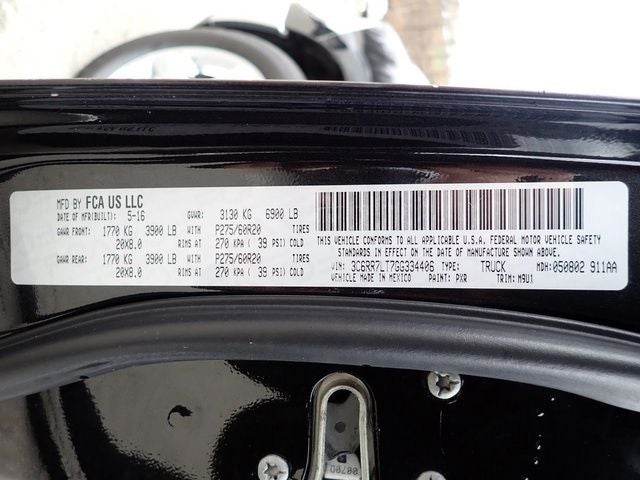 MFD BY FCA US LLC
DATE OF MFR(BUILT): 5-16 GVWR: 3130 KG 6900 LB
GAWR FRONT: 1770 KG 3900 LB WITH P275/60R20 TIRES
20X8.0 RIMS AT 270 KPA ( 39 PSI) COLD
GAWR REAR: 1770 KG 3900 LB WITH P275/60R20 TIRES
20X8.0 RIMS AT 270 KPA ( 39 PSI) COLD
THIS VEHICLE CONFORMS TO ALL APPLICABLE U.S.A. FEDERAL MOTOR VEHICLE SAFETY
STANDARDS IN EFFECT ON THE DATE OF MANUFACTURE SHOWN ABOVE.
VIN: 3C6RR7LT7GG334406 TYPE: TRUCK MDH: 050802 911AA
VEHICLE MADE IN MEXICO PAINT: PXR TRIM: M9U1